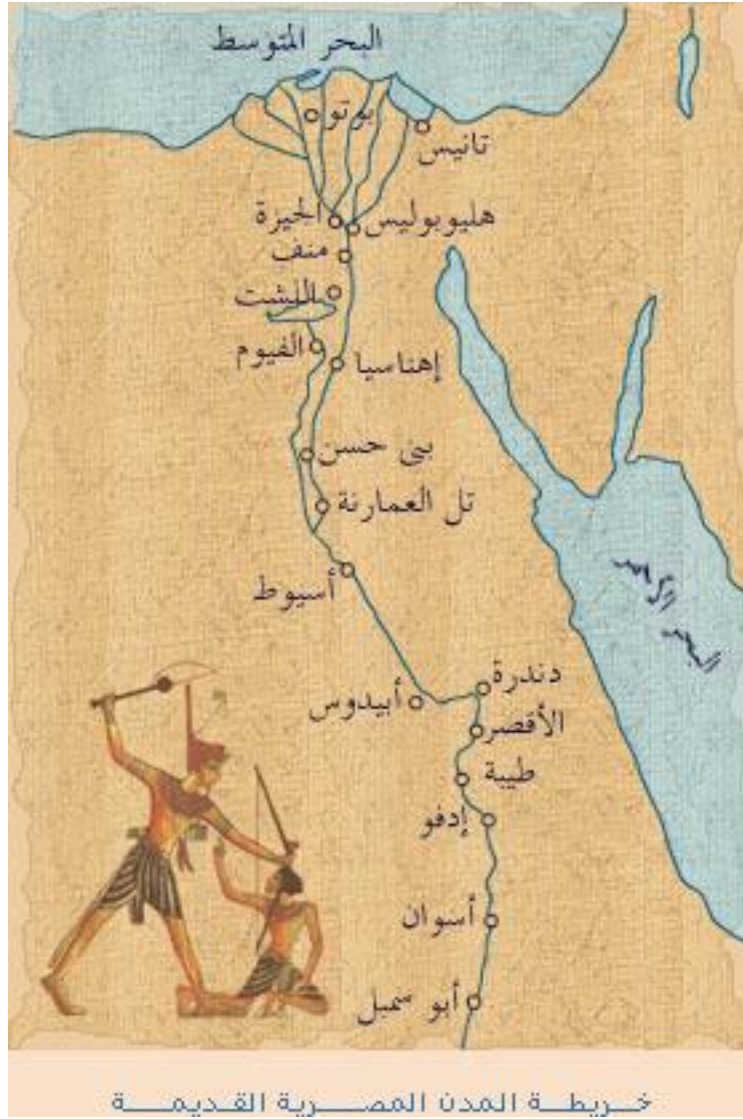 البحر المتوسط
بوتو
تانيس
الجيزة
هليوبوليس
منف
اللشت
الفيوم
إهناسيا
بنى حسن
تل العمارنة
أسيوط
البحر الأحمر
دندرة
أبيدوس
الأقصر
طيبة
إدفو
أسوان
أبو سمبل
خريطة المدن المصرية القديمة